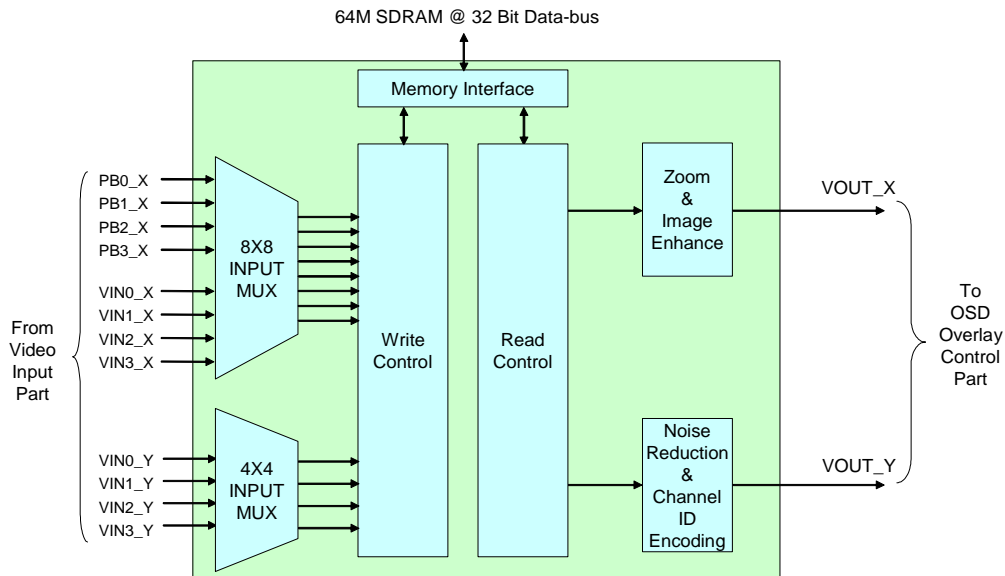 64M SDRAM @ 32 Bit Data-bus
Memory Interface
PB0_X
PB1_X
PB2_X
PB3_X
VIN0_X
VIN1_X
VIN2_X
VIN3_X
8X8
INPUT
MUX
From
Video
Input
Part
VIN0_Y
VIN1_Y
VIN2_Y
VIN3_Y
4X4
INPUT
MUX
Write
Control
Read
Control
Zoom
&
Image
Enhance
VOUT_X
Noise
Reduction
&
Channel
ID
Encoding
VOUT_Y
To
OSD
Overlay
Control
Part